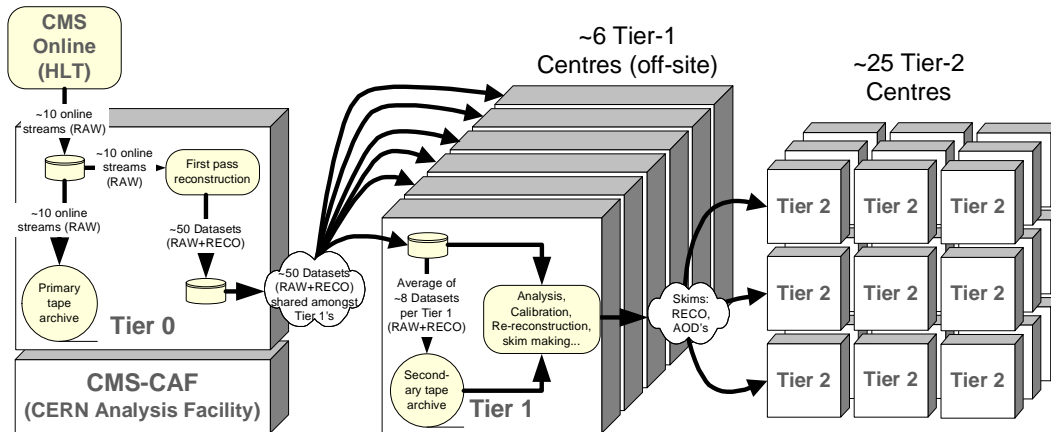 CMS
Online
(HLT)
~10 online
streams (RAW)
~10 online
streams
(RAW)
First pass
reconstruction
~10 online
streams (RAW)
~50 Datasets
(RAW+RECO)
Primary
tape
archive
Tier 0
CMS-CAF
(CERN Analysis Facility)
~50 Datasets
(RAW+RECO)
shared amongst
Tier 1's
~6 Tier-1
Centres (off-site)
Average of
~8 Datasets
per Tier 1
(RAW+RECO)
Analysis,
Calibration,
Re-reconstruction,
skim making...
Second-
ary tape
archive
Tier 1
Skims:
RECO,
AOD's
~25 Tier-2
Centres
Tier 2 Tier 2 Tier 2
Tier 2 Tier 2 Tier 2
Tier 2 Tier 2 Tier 2